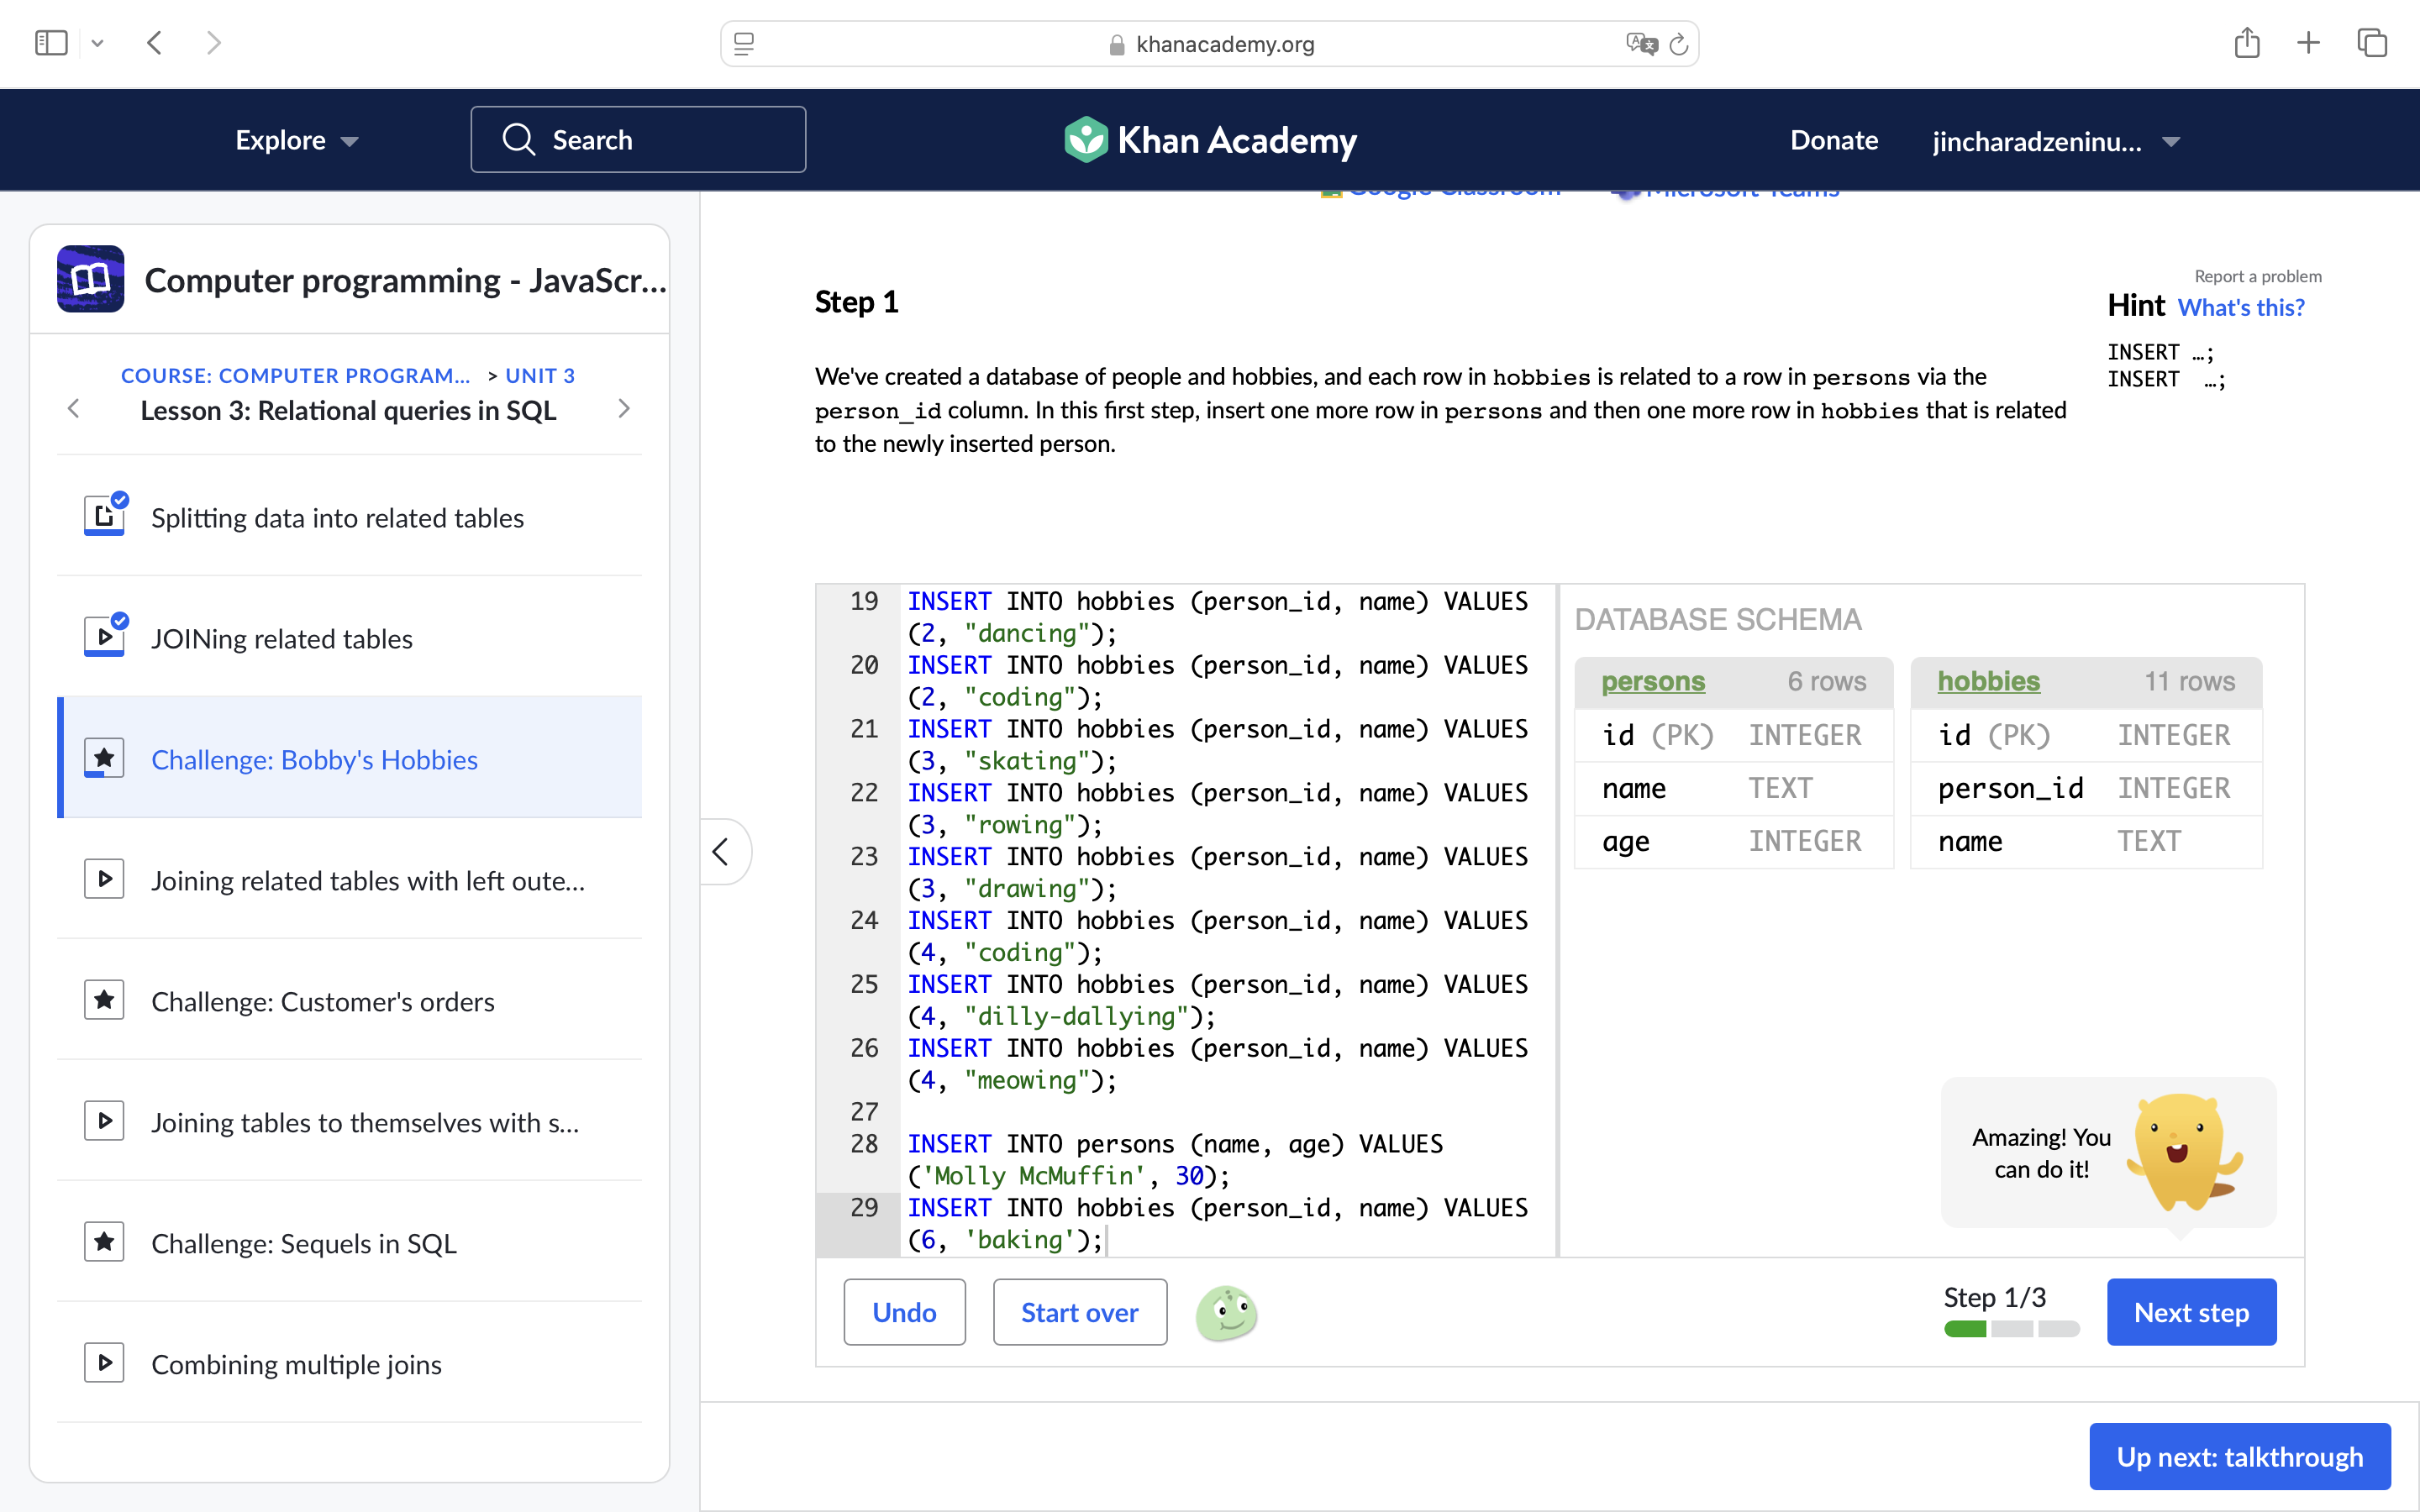 khanacademy.org
Explore
Search
Khan Academy
Donate
jincharadzeninu...
Google Classroom
Microsoft Teams
Computer programming - JavaScr...
COURSE: COMPUTER PROGRAM... > UNIT 3
Lesson 3: Relational queries in SQL
Splitting data into related tables
JOINing related tables
Challenge: Bobby's Hobbies
Joining related tables with left oute...
Challenge: Customer's orders
Joining tables to themselves with s...
Challenge: Sequels in SQL
Combining multiple joins
Report a problem
Step 1
Hint What's this?
INSERT …;
INSERT  …;
We've created a database of people and hobbies, and each row in hobbies is related to a row in persons via the
person_id column. In this first step, insert one more row in persons and then one more row in hobbies that is related
to the newly inserted person.
19 INSERT INTO hobbies (person_id, name) VALUES
(2, "dancing");
20 INSERT INTO hobbies (person_id, name) VALUES
(2, "coding");
21 INSERT INTO hobbies (person_id, name) VALUES
(3, "skating");
22 INSERT INTO hobbies (person_id, name) VALUES
(3, "rowing");
23 INSERT INTO hobbies (person_id, name) VALUES
(3, "drawing");
24 INSERT INTO hobbies (person_id, name) VALUES
(4, "coding");
25 INSERT INTO hobbies (person_id, name) VALUES
(4, "dilly-dallying");
26 INSERT INTO hobbies (person_id, name) VALUES
(4, "meowing");
27
28 INSERT INTO persons (name, age) VALUES
('Molly McMuffin', 30);
29 INSERT INTO hobbies (person_id, name) VALUES
(6, 'baking');
DATABASE SCHEMA
persons 6 rows
id (PK) INTEGER
name TEXT
age INTEGER
hobbies 11 rows
id (PK) INTEGER
person_id INTEGER
name TEXT
Amazing! You
can do it!
Undo
Start over
Step 1/3
Next step
Up next: talkthrough